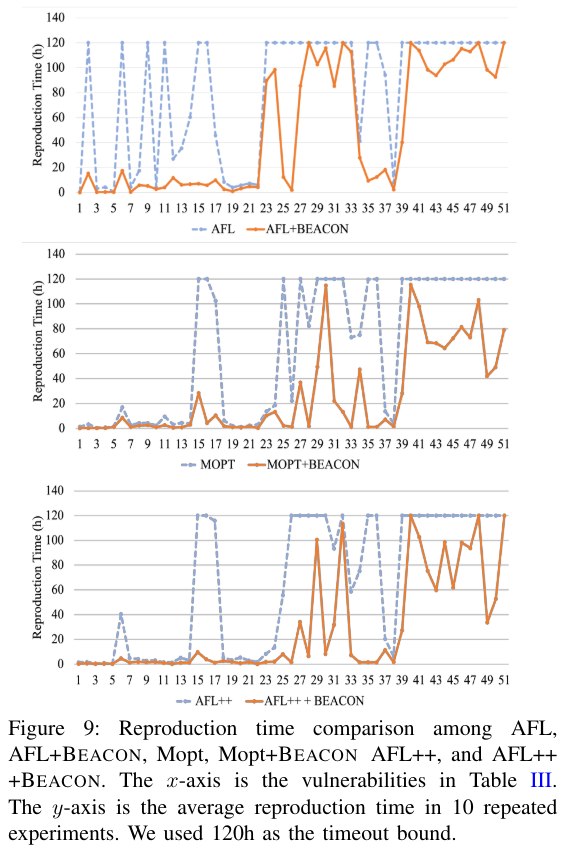 140
120
100
80
60
40
20
0
Reproduction Time (h)
1 3 5 7 9 11 13 15 17 19 21 23 25 27 29 31 33 35 37 39 41 43 45 47 49 51
AFL AFL+BEACON
140
120
100
80
60
40
20
0
Reproduction Time (h)
1 3 5 7 9 11 13 15 17 19 21 23 25 27 29 31 33 35 37 39 41 43 45 47 49 51
MOPT MOPT+BEACON
140
120
100
80
60
40
20
0
Reproduction Time (h)
1 3 5 7 9 11 13 15 17 19 21 23 25 27 29 31 33 35 37 39 41 43 45 47 49 51
AFL++ AFL++ + BEACON
Figure 9: Reproduction time comparison among AFL,
AFL+BEACON, Mopt, Mopt+BEACON AFL++, and AFL++
+BEACON. The x-axis is the vulnerabilities in Table III.
The y-axis is the average reproduction time in 10 repeated
experiments. We used 120h as the timeout bound.